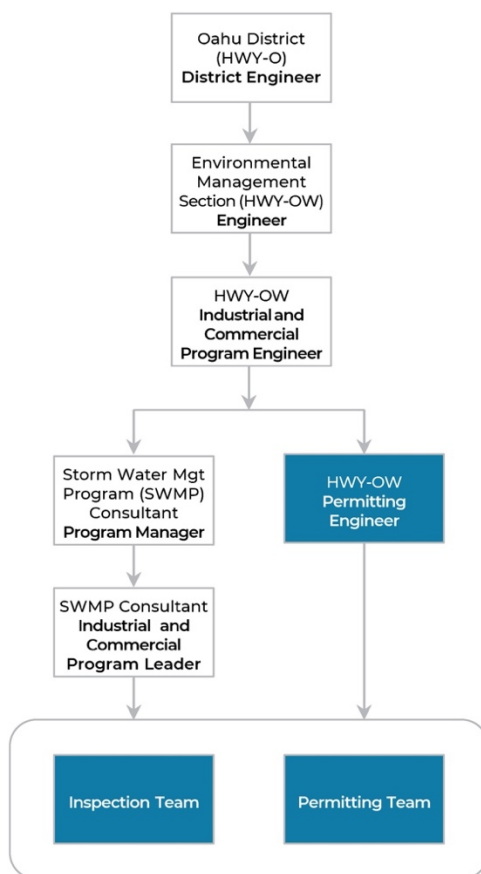 Oahu District
(HWY-O)
District Engineer
Environmental
Management
Section (HWY-OW)
Engineer
HWY-OW
Industrial and
Commercial
Program Engineer
Storm Water Mgt
Program (SWMP)
Consultant
Program Manager
HWY-OW
Permitting
Engineer
SWMP Consultant
Industrial and
Commercial
Program Leader
Inspection Team
Permitting Team